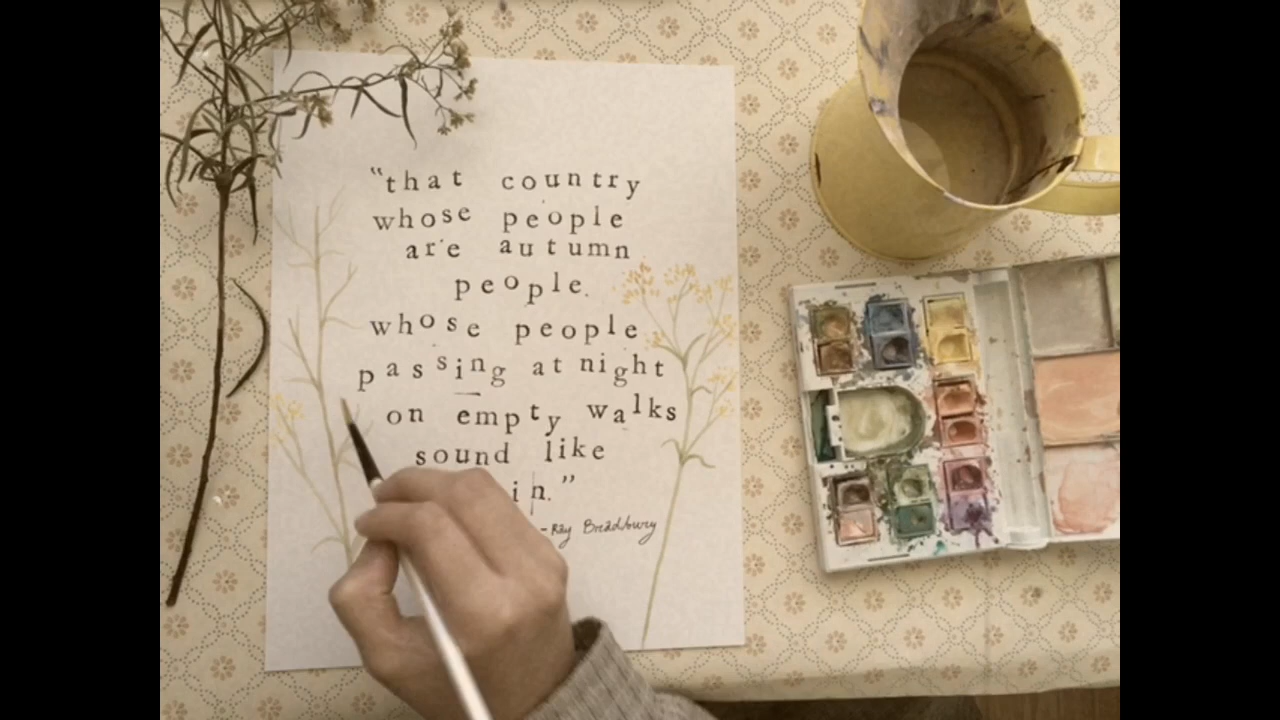 “that country
whose people
are autumn
people.
whose people
passing at night
on empty walks
sound like
in.”
-Ray Bradbury